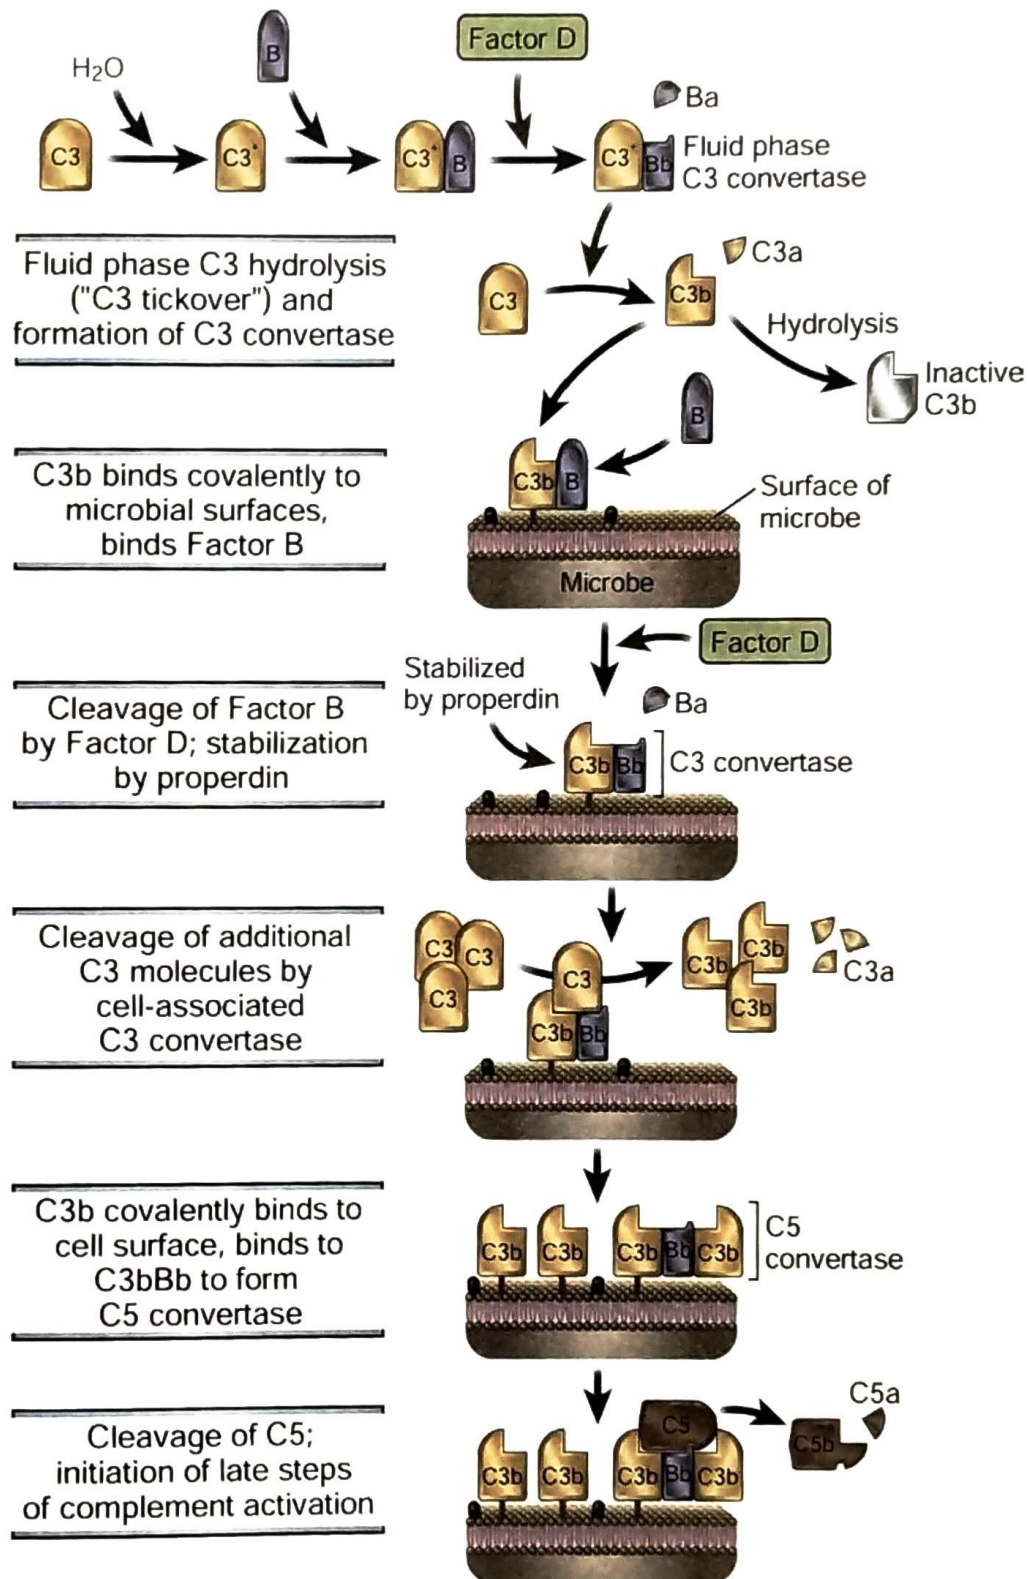 H₂O
B
Factor D
Ba
C3
C3*
C3*
B
C3*
Bb
Fluid phase
C3 convertase
Fluid phase C3 hydrolysis
("C3 tickover") and
formation of C3 convertase
C3
C3b
C3a
Hydrolysis
Inactive
C3b
B
C3b binds covalently to
microbial surfaces,
binds Factor B
C3b
B
Surface of
microbe
Microbe
Factor D
Stabilized
by properdin
Ba
Cleavage of Factor B
by Factor D; stabilization
by properdin
C3b
Bb
C3 convertase
Cleavage of additional
C3 molecules by
cell-associated
C3 convertase
C3
C3
C3
C3
C3b
Bb
C3b
C3b
C3b
C3a
C3b covalently binds to
cell surface, binds to
C3bBb to form
C5 convertase
C3b
C3b
C3b
Bb
C3b
C5
convertase
Cleavage of C5;
initiation of late steps
of complement activation
C3b
C3b
C3b
Bb
C3b
C5
C5b
C5a